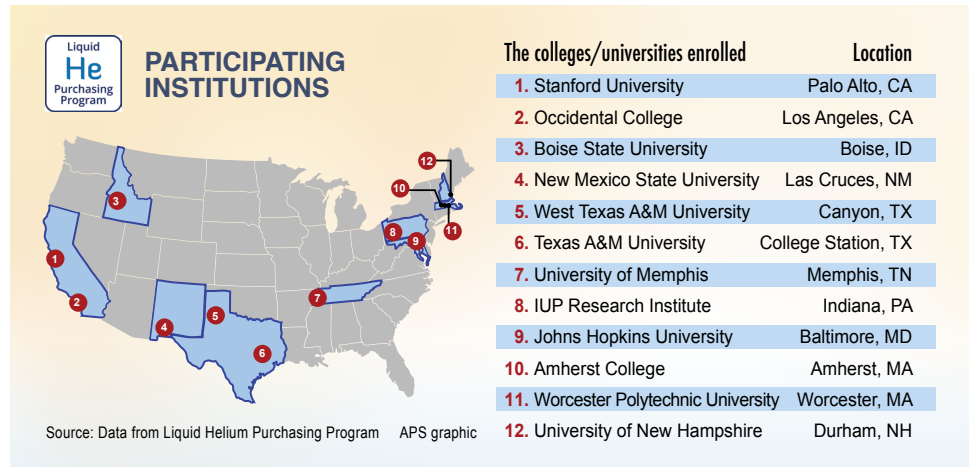 Liquid
He
Purchasing
Program
PARTICIPATING
INSTITUTIONS
12
10
3
11
8
9
1
7
2
5
4
6
Source: Data from Liquid Helium Purchasing Program APS graphic
The colleges/universities enrolled Location
1. Stanford University Palo Alto, CA
2. Occidental College Los Angeles, CA
3. Boise State University Boise, ID
4. New Mexico State University Las Cruces, NM
5. West Texas A&M University Canyon, TX
6. Texas A&M University College Station, TX
7. University of Memphis Memphis, TN
8. IUP Research Institute Indiana, PA
9. Johns Hopkins University Baltimore, MD
10. Amherst College Amherst, MA
11. Worcester Polytechnic University Worcester, MA
12. University of New Hampshire Durham, NH